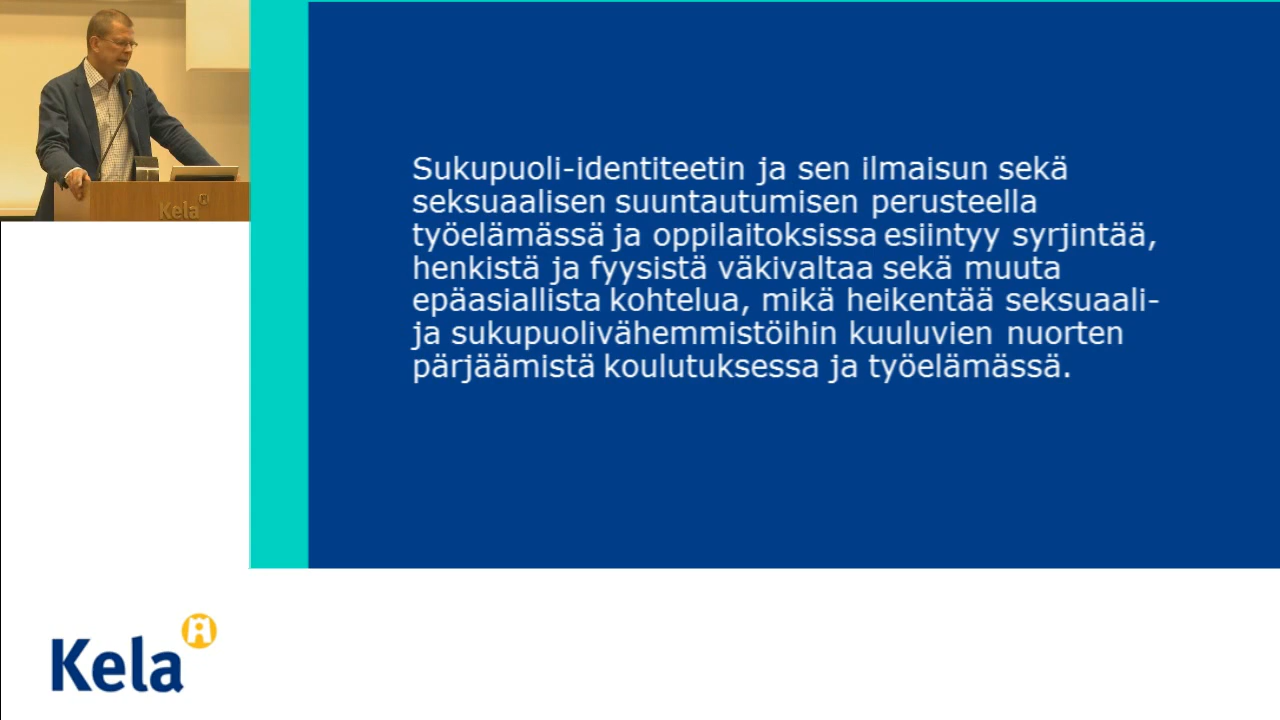 Kela
Sukupuoli-identiteetin ja sen ilmaisun sekä
seksuaalisen suuntautumisen perusteella
työelämässä ja oppilaitoksissa esiintyy syrjintää,
henkistä ja fyysistä väkivaltaa sekä muuta
epäasiallista kohtelua, mikä heikentää seksuaali-
ja sukupuolivähemmistöihin kuuluvien nuorten
pärjäämistä koulutuksessa ja työelämässä.
Kela